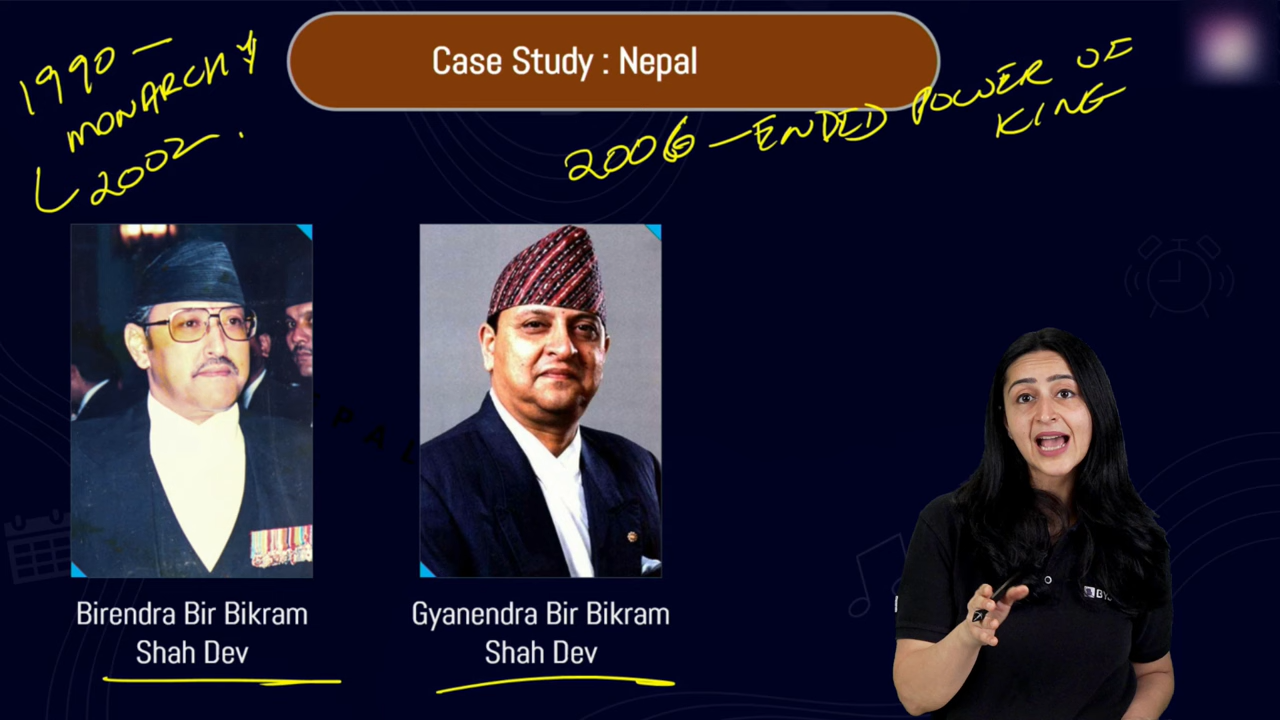 Case Study : Nepal
1990 –
MONARCHY
2002.
2006 – ENDED POWER OF
KING
PAL
Birendra Bir Bikram
Shah Dev
Gyanendra Bir Bikram
Shah Dev